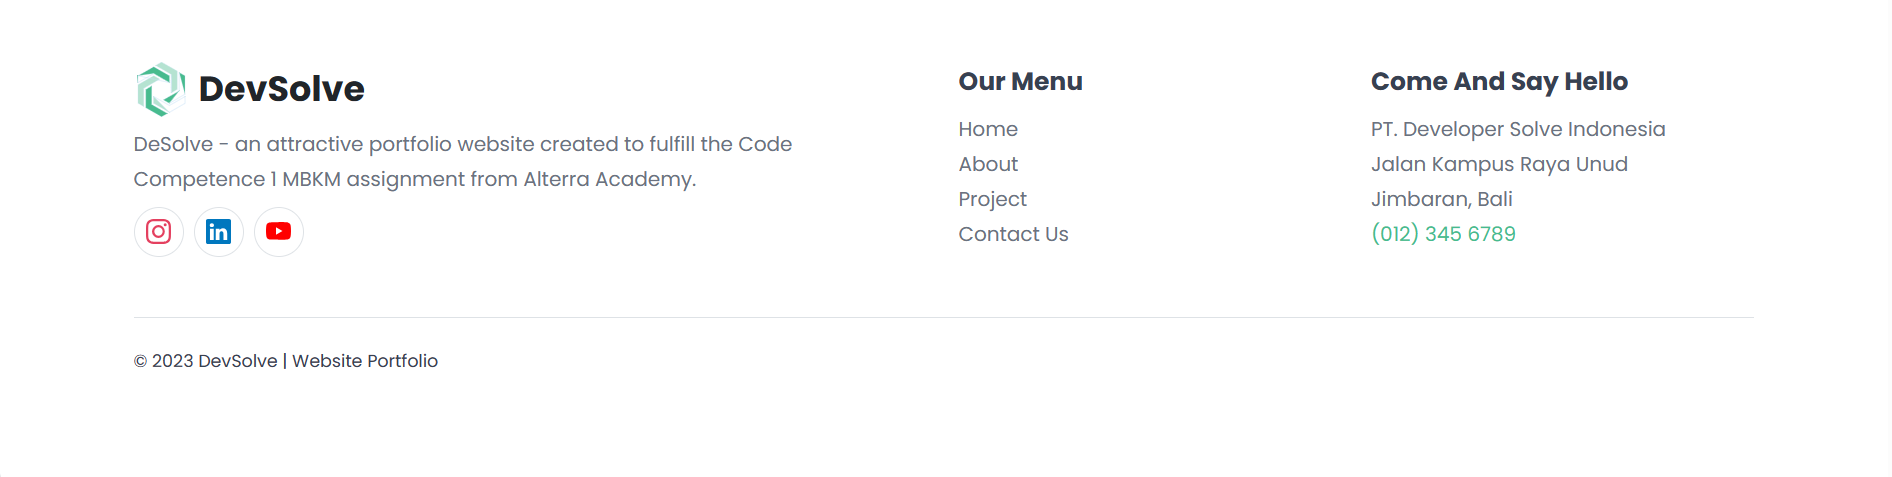 DevSolve
DeSolve - an attractive portfolio website created to fulfill the Code
Competence 1 MBKM assignment from Alterra Academy.
Our Menu
Home
About
Project
Contact Us
Come And Say Hello
PT. Developer Solve Indonesia
Jalan Kampus Raya Unud
Jimbaran, Bali
(012) 345 6789
© 2023 DevSolve | Website Portfolio